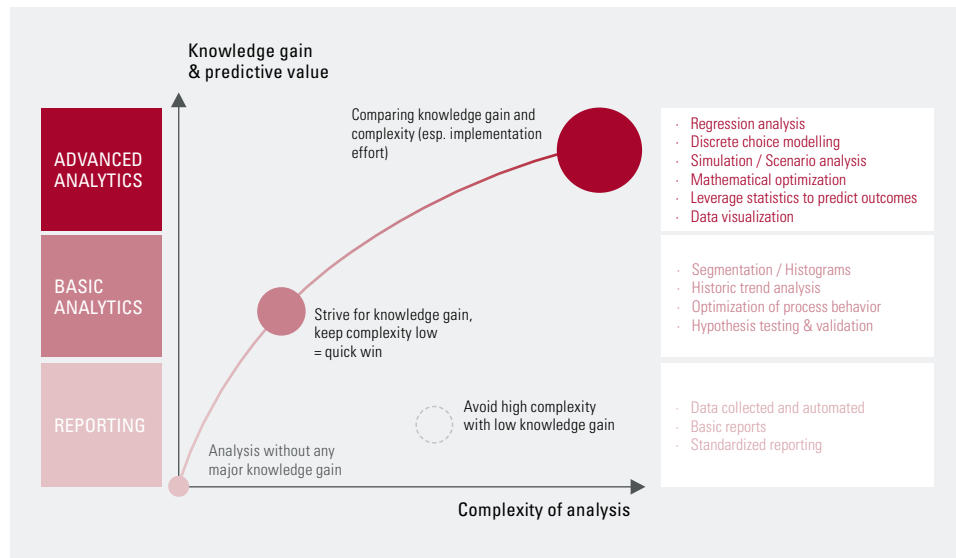 Knowledge gain
& predictive value
ADVANCED
ANALYTICS
Comparing knowledge gain and
complexity (esp. implementation
effort)
· Regression analysis
· Discrete choice modelling
· Simulation / Scenario analysis
· Mathematical optimization
· Leverage statistics to predict outcomes
· Data visualization
BASIC
ANALYTICS
Strive for knowledge gain,
keep complexity low
= quick win
· Segmentation / Histograms
· Historic trend analysis
· Optimization of process behavior
· Hypothesis testing & validation
REPORTING
Analysis without any
major knowledge gain
Avoid high complexity
with low knowledge gain
· Data collected and automated
· Basic reports
· Standardized reporting
Complexity of analysis